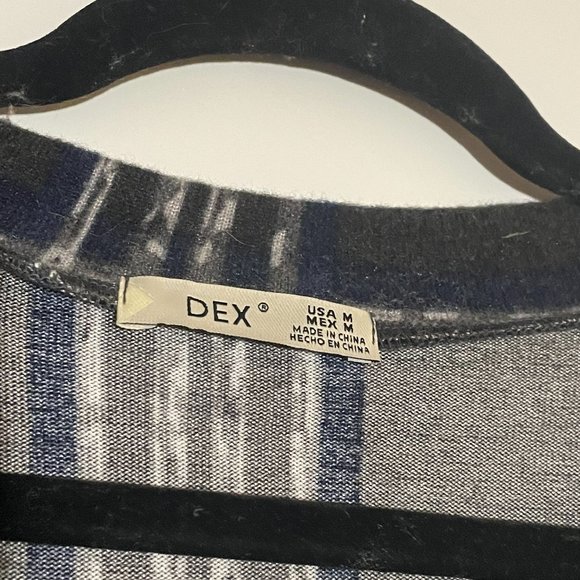 DEX®
USA M
MEX M
MADE IN CHINA
HECHO EN CHINA